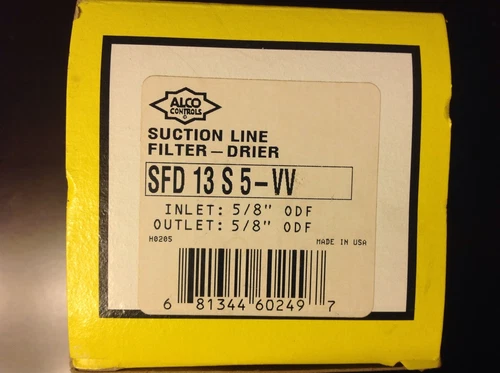 ALCO
CONTROLS
SUCTION LINE
FILTER-DRIER
SFD 13 S 5-VV
INLET: 5/8" ODF
OUTLET: 5/8" ODF
H0205 MADE IN USA
6 81344 60249 7